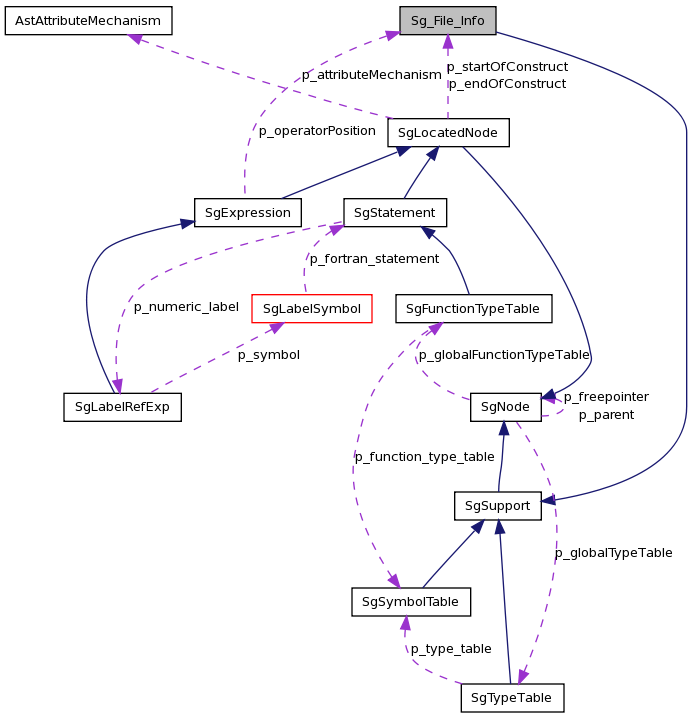 AstAttributeMechanism
Sg_File_Info
p_attributeMechanism
p_startOfConstruct
p_endOfConstruct
p_operatorPosition
SgLocatedNode
SgExpression
SgStatement
p_fortran_statement
p_numeric_label
SgLabelSymbol
SgFunctionTypeTable
p_symbol
p_globalFunctionTypeTable
SgLabelRefExp
SgNode
p_freepointer
p_parent
p_function_type_table
SgSupport
p_globalTypeTable
SgSymbolTable
p_type_table
SgTypeTable